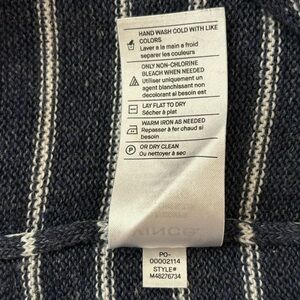 HAND WASH COLD WITH LIKE
COLORS
Laver a la main a froid
separer les couleurs
ONLY NON-CHLORINE
BLEACH WHEN NEEDED
Utiliser uniquement un
agent blanchissant non
decolorant si besoin
LAY FLAT TO DRY
Sécher à plat
WARM IRON AS NEEDED
Repasser à fer chaud si
besoin
OR DRY CLEAN
Ou nettoyer à sec
P
VINCE
PO-
00002114
STYLE#
M48276734